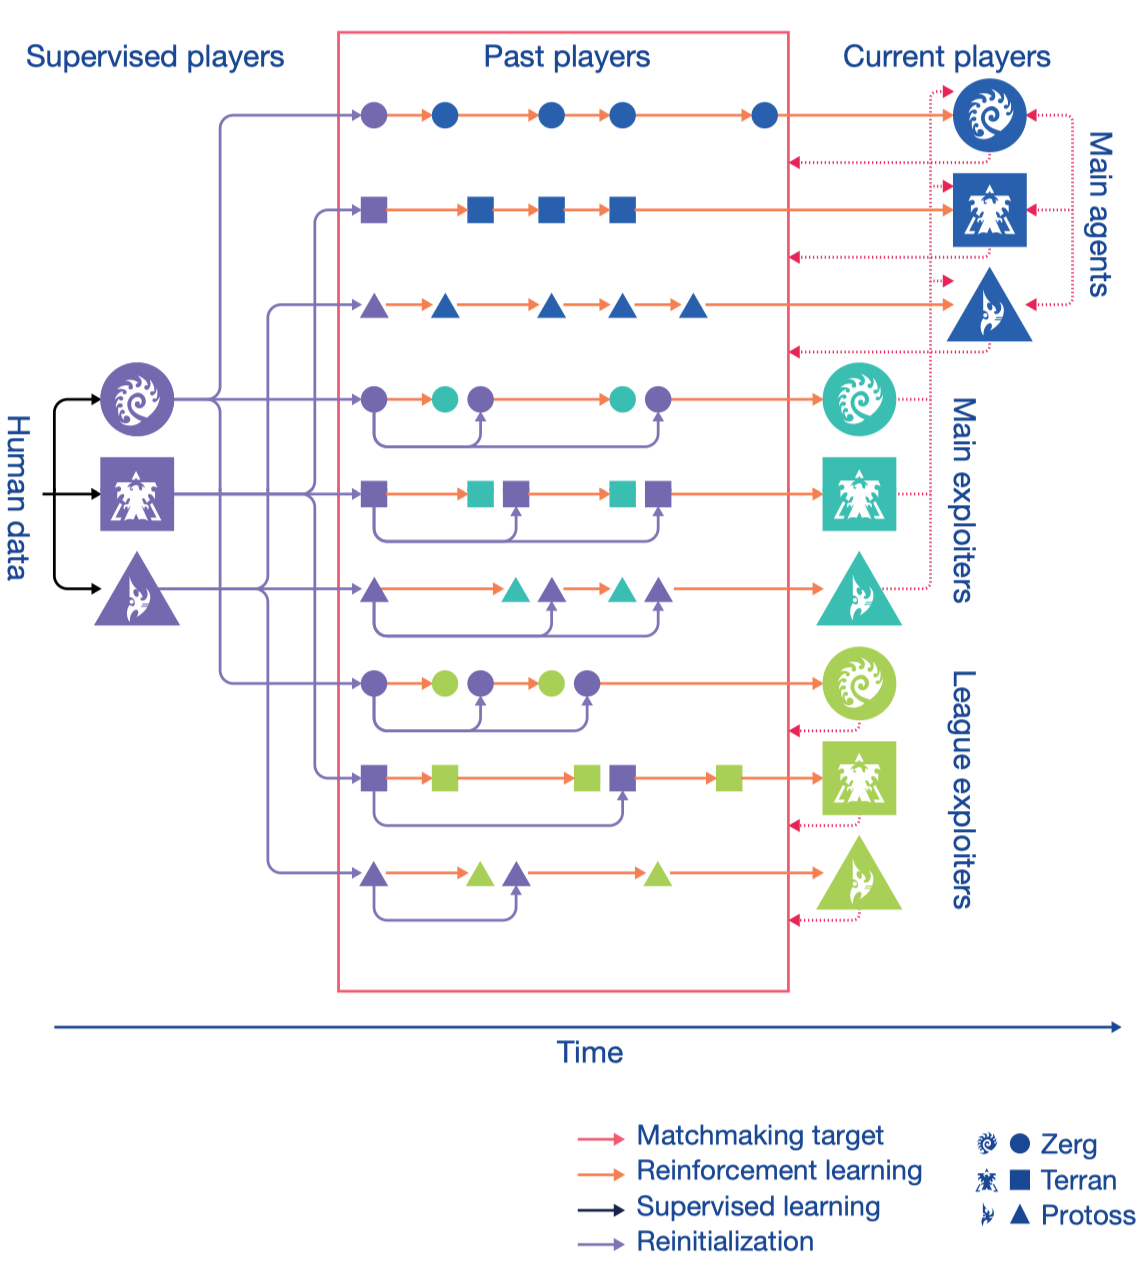 Supervised players
Past players
Current players
Main agents
Human data
Main exploiters
League exploiters
Time
Matchmaking target
Reinforcement learning
Supervised learning
Reinitialization
Zerg
Terran
Protoss